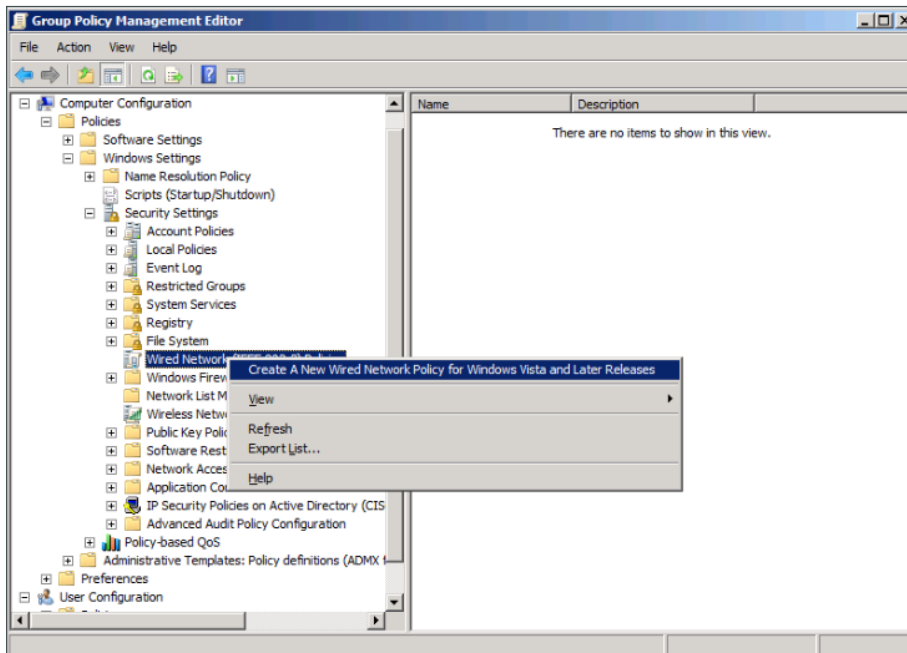 Group Policy Management Editor
File Action View Help
Name Description
There are no items to show in this view.
Computer Configuration
Policies
Software Settings
Windows Settings
Name Resolution Policy
Scripts (Startup/Shutdown)
Security Settings
Account Policies
Local Policies
Event Log
Restricted Groups
System Services
Registry
File System
Wired Network
Windows Firew
Network List M
Wireless Netw
Public Key Polic
Software Rest
Network Acces
Application Co
IP Security Policies on Active Directory (CIS
Advanced Audit Policy Configuration
Policy-based QoS
Administrative Templates: Policy definitions (ADMX f
Preferences
User Configuration
Create A New Wired Network Policy for Windows Vista and Later Releases
View
Refresh
Export List...
Help